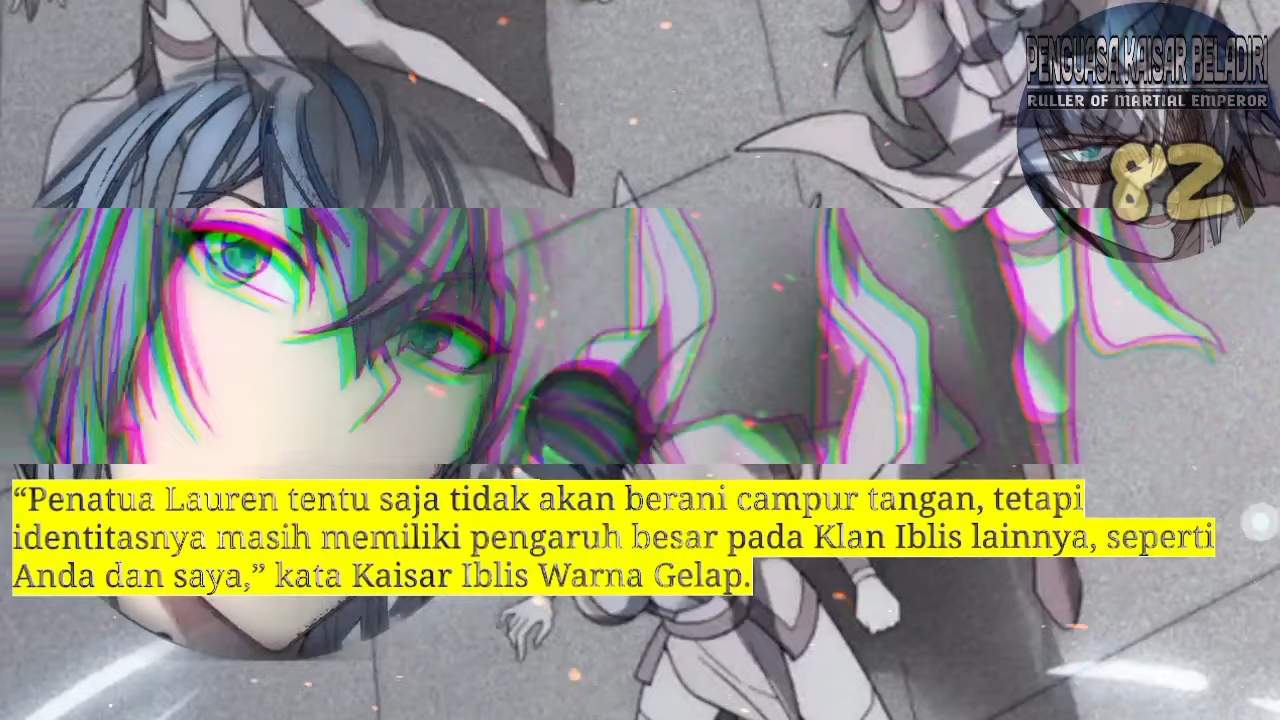 PENGUASA KAISAR BELADIRI
RULLER OF MARTIAL EMPEROR
82
“Penatua Lauren tentu saja tidak akan berani campur tangan, tetapi
identitasnya masih memiliki pengaruh besar pada Klan Iblis lainnya, seperti
Anda dan saya,” kata Kaisar Iblis Warna Gelap.